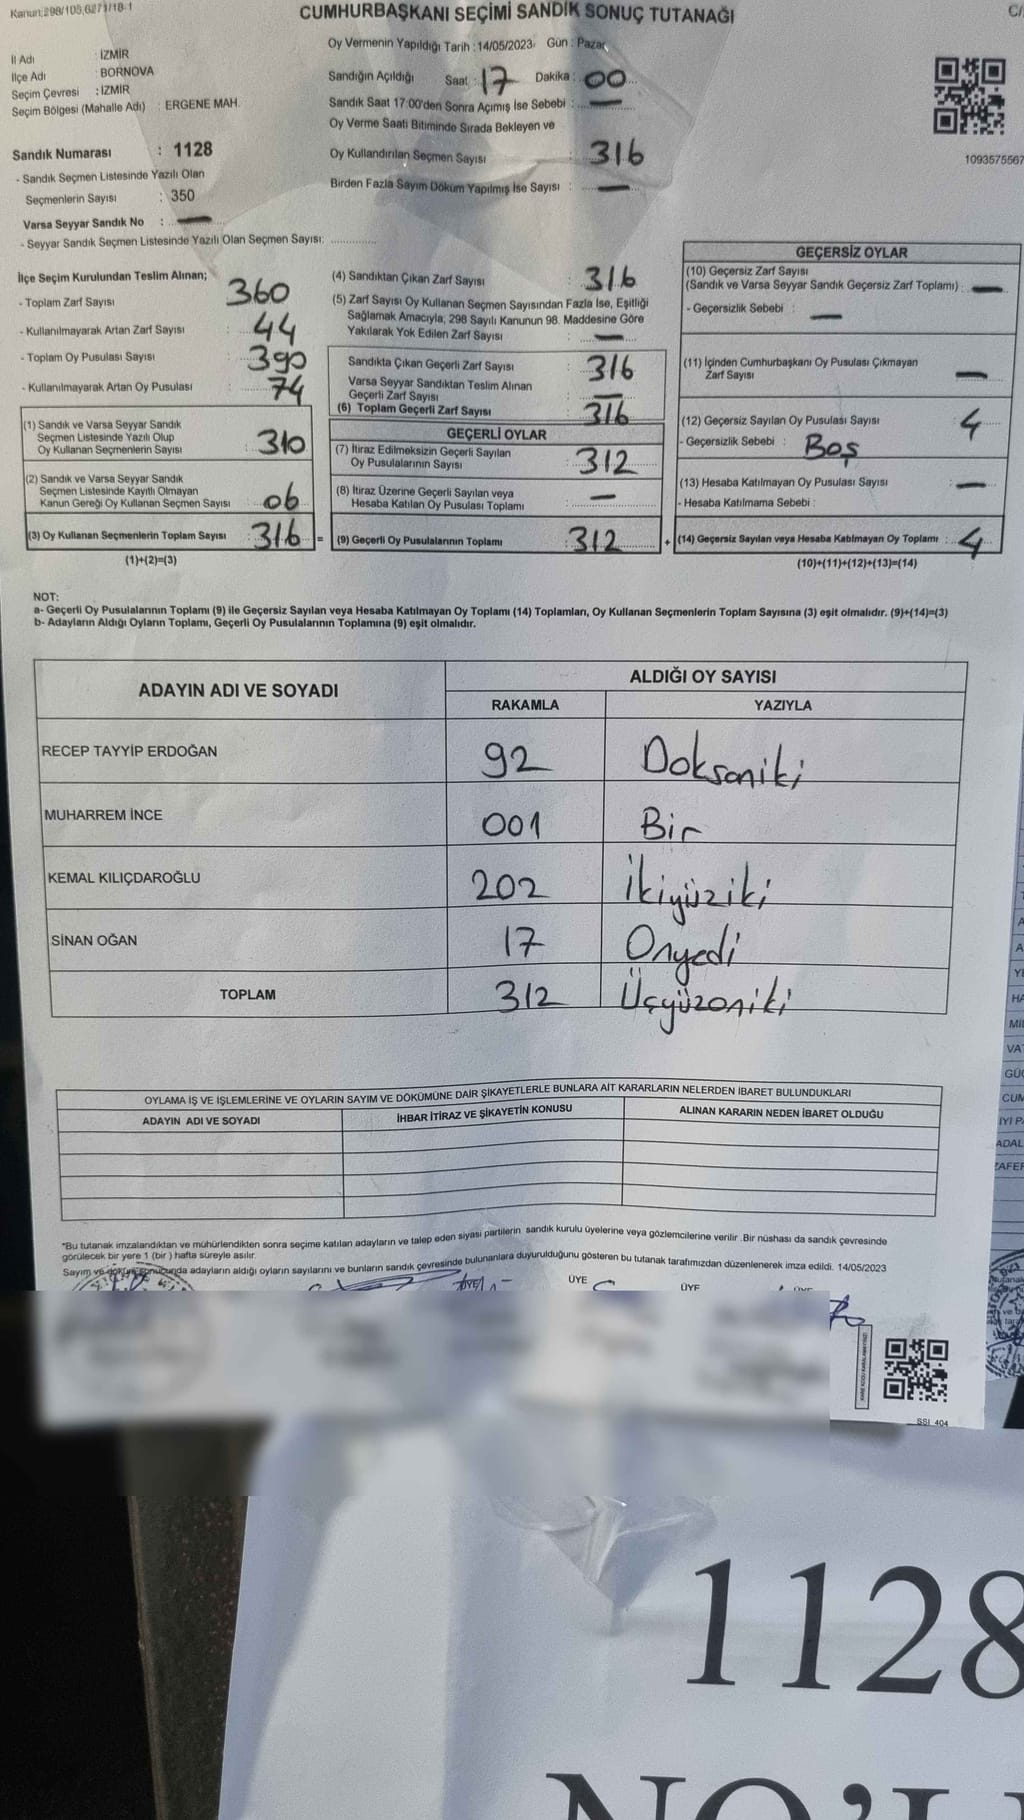 Kanun;298/105,6271/18-1
CUMHURBAŞKANI SEÇİMİ SANDIK SONUÇ TUTANAĞI
C/
İl Adı : İZMİR
İlçe Adı : BORNOVA
Seçim Çevresi : İZMİR
Seçim Bölgesi (Mahalle Adı) : ERGENE MAH.
Sandık Numarası : 1128
- Sandık Seçmen Listesinde Yazılı Olan
Seçmenlerin Sayısı : 350
Varsa Seyyar Sandık No : —
- Seyyar Sandık Seçmen Listesinde Yazılı Olan Seçmen Sayısı: ................
Oy Vermenin Yapıldığı Tarih : 14/05/2023 Gün : Pazar
Sandığın Açıldığı Saat : 17 Dakika : 00
Sandık Saat 17:00'den Sonra Açımış İse Sebebi : —
Oy Verme Saati Bitiminde Sırada Bekleyen ve
Oy Kullandırılan Seçmen Sayısı : 316
Birden Fazla Sayım Döküm Yapılmış İse Sayısı : —
1093575567
İlçe Seçim Kurulundan Teslim Alınan;
- Toplam Zarf Sayısı : 360
- Kullanılmayarak Artan Zarf Sayısı : 44
- Toplam Oy Pusulası Sayısı : 390
- Kullanılmayarak Artan Oy Pusulası : 74
(1) Sandık ve Varsa Seyyar Sandık
Seçmen Listesinde Yazılı Olup
Oy Kullanan Seçmenlerin Sayısı : 310
(2) Sandık ve Varsa Seyyar Sandık
Seçmen Listesinde Kayıtlı Olmayan
Kanun Gereği Oy Kullanan Seçmen Sayısı : 06
(3) Oy Kullanan Seçmenlerin Toplam Sayısı : 316 =
(1)+(2)=(3)
(4) Sandıktan Çıkan Zarf Sayısı : 316
(5) Zarf Sayısı Oy Kullanan Seçmen Sayısından Fazla İse, Eşitliği
Sağlamak Amacıyla; 298 Sayılı Kanunun 98. Maddesine Göre
Yakılarak Yok Edilen Zarf Sayısı : —
Sandıkta Çıkan Geçerli Zarf Sayısı : 316
Varsa Seyyar Sandıktan Teslim Alınan
Geçerli Zarf Sayısı : —
(6) Toplam Geçerli Zarf Sayısı : 316
GEÇERLİ OYLAR
(7) İtiraz Edilmeksizin Geçerli Sayılan
Oy Pusulalarının Sayısı : 312
(8) İtiraz Üzerine Geçerli Sayılan veya
Hesaba Katılan Oy Pusulası Toplamı : —
(9) Geçerli Oy Pusulalarının Toplamı : 312 +
GEÇERSİZ OYLAR
(10) Geçersiz Zarf Sayısı
(Sandık ve Varsa Seyyar Sandık Geçersiz Zarf Toplamı) : —
- Geçersizlik Sebebi : —
(11) İçinden Cumhurbaşkanı Oy Pusulası Çıkmayan
Zarf Sayısı —
(12) Geçersiz Sayılan Oy Pusulası Sayısı 4
- Geçersizlik Sebebi : Boş
(13) Hesaba Katılmayan Oy Pusulası Sayısı —
- Hesaba Katılmama Sebebi :
(14) Geçersiz Sayılan veya Hesaba Katılmayan Oy Toplamı : 4
(10)+(11)+(12)+(13)=(14)
NOT:
a- Geçerli Oy Pusulalarının Toplamı (9) ile Geçersiz Sayılan veya Hesaba Katılmayan Oy Toplamı (14) Toplamları, Oy Kullanan Seçmenlerin Toplam Sayısına (3) eşit olmalıdır. (9)+(14)=(3)
b- Adayların Aldığı Oyların Toplamı, Geçerli Oy Pusulalarının Toplamına (9) eşit olmalıdır.
ADAYIN ADI VE SOYADI
ALDIĞI OY SAYISI
RAKAMLA YAZIYLA
RECEP TAYYİP ERDOĞAN 92 Doksaniki
MUHARREM İNCE 001 Bir
KEMAL KILIÇDAROĞLU 202 İkiyüziki
SİNAN OĞAN 17 Onyedi
TOPLAM 312 Üçyüzoniki
OYLAMA İŞ VE İŞLEMLERİNE VE OYLARIN SAYIM VE DÖKÜMÜNE DAİR ŞİKAYETLERLE BUNLARA AİT KARARLARIN NELERDEN İBARET BULUNDUKLARI
ADAYIN ADI VE SOYADI İHBAR İTİRAZ VE ŞİKAYETİN KONUSU ALINAN KARARIN NEDEN İBARET OLDUĞU
*Bu tutanak imzalandıktan ve mühürlendikten sonra seçime katılan adayların ve talep eden siyasi partilerin sandık kurulu üyelerine veya gözlemcilerine verilir .Bir nüshası da sandık çevresinde
görülecek bir yere 1 (bir ) hafta süreyle asılır.
Sayım ve döküm sonucunda adayların aldığı oyların sayılarını ve bunların sandık çevresinde bulunanlara duyurulduğunu gösteren bu tutanak tarafımızdan düzenlenerek imza edildi. 14/05/2023
ÜYE ÜYE ÜYE ÜYE
SSI 404
A
A
YE
HA
MİL
VAT
GÜÇ
CUM
İYİ PA
ADAL
ZAFER
1128
NO'LU